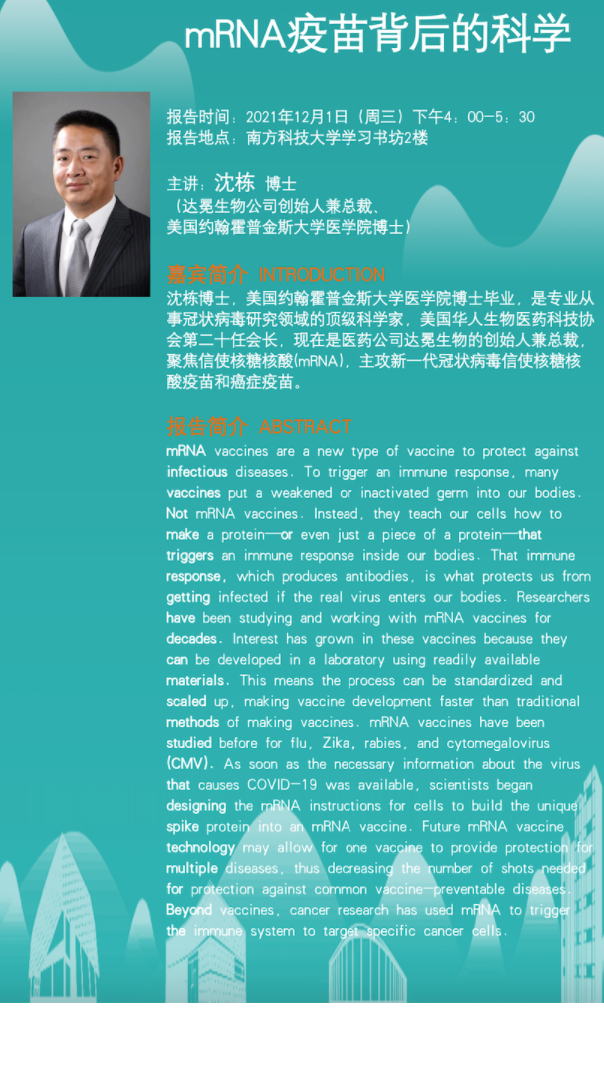 mRNA疫苗背后的科学
报告时间：2021年12月1日（周三）下午4：00-5：30
报告地点：南方科技大学学习书坊2楼
主讲：沈栋 博士
（达冕生物公司创始人兼总裁、
美国约翰霍普金斯大学医学院博士）
嘉宾简介 INTRODUCTION
沈栋博士，美国约翰霍普金斯大学医学院博士毕业，是专业从
事冠状病毒研究领域的顶级科学家，美国华人生物医药科技协
会第二十任会长，现在是医药公司达冕生物的创始人兼总裁，
聚焦信使核糖核酸(mRNA)，主攻新一代冠状病毒信使核糖核
酸疫苗和癌症疫苗。
报告简介 ABSTRACT
mRNA vaccines are a new type of vaccine to protect against
infectious diseases. To trigger an immune response, many
vaccines put a weakened or inactivated germ into our bodies.
Not mRNA vaccines. Instead, they teach our cells how to
make a protein—or even just a piece of a protein—that
triggers an immune response inside our bodies. That immune
response, which produces antibodies, is what protects us from
getting infected if the real virus enters our bodies. Researchers
have been studying and working with mRNA vaccines for
decades. Interest has grown in these vaccines because they
can be developed in a laboratory using readily available
materials. This means the process can be standardized and
scaled up, making vaccine development faster than traditional
methods of making vaccines. mRNA vaccines have been
studied before for flu, Zika, rabies, and cytomegalovirus
(CMV). As soon as the necessary information about the virus
that causes COVID-19 was available, scientists began
designing the mRNA instructions for cells to build the unique
spike protein into an mRNA vaccine. Future mRNA vaccine
technology may allow for one vaccine to provide protection for
multiple diseases, thus decreasing the number of shots needed
for protection against common vaccine-preventable diseases.
Beyond vaccines, cancer research has used mRNA to trigger
the immune system to target specific cancer cells.